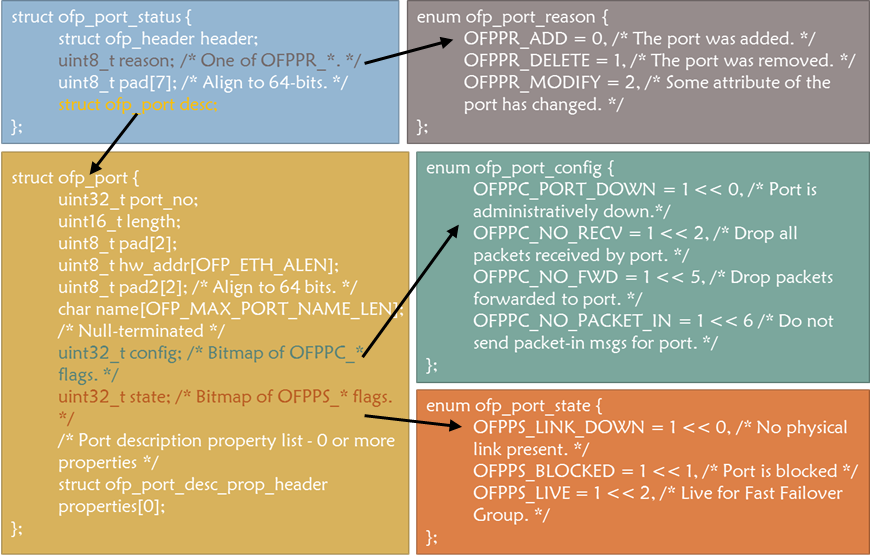 struct ofp_port_status {
struct ofp_header header;
uint8_t reason; /* One of OFPPR_*. */
uint8_t pad[7]; /* Align to 64-bits. */
struct ofp_port desc;
};
enum ofp_port_reason {
OFPPR_ADD = 0, /* The port was added. */
OFPPR_DELETE = 1, /* The port was removed. */
OFPPR_MODIFY = 2, /* Some attribute of the
port has changed. */
};
struct ofp_port {
uint32_t port_no;
uint16_t length;
uint8_t pad[2];
uint8_t hw_addr[OFP_ETH_ALEN];
uint8_t pad2[2]; /* Align to 64 bits. */
char name[OFP_MAX_PORT_NAME_LEN];
/* Null-terminated */
uint32_t config; /* Bitmap of OFPPC_*
flags. */
uint32_t state; /* Bitmap of OFPPS_* flags.
*/
/* Port description property list - 0 or more
properties */
struct ofp_port_desc_prop_header
properties[0];
};
enum ofp_port_config {
OFPPC_PORT_DOWN = 1 << 0, /* Port is
administratively down.*/
OFPPC_NO_RECV = 1 << 2, /* Drop all
packets received by port. */
OFPPC_NO_FWD = 1 << 5, /* Drop packets
forwarded to port. */
OFPPC_NO_PACKET_IN = 1 << 6 /* Do not
send packet-in msgs for port. */
};
enum ofp_port_state {
OFPPS_LINK_DOWN = 1 << 0, /* No physical
link present. */
OFPPS_BLOCKED = 1 << 1, /* Port is blocked */
OFPPS_LIVE = 1 << 2, /* Live for Fast Failover
Group. */
};